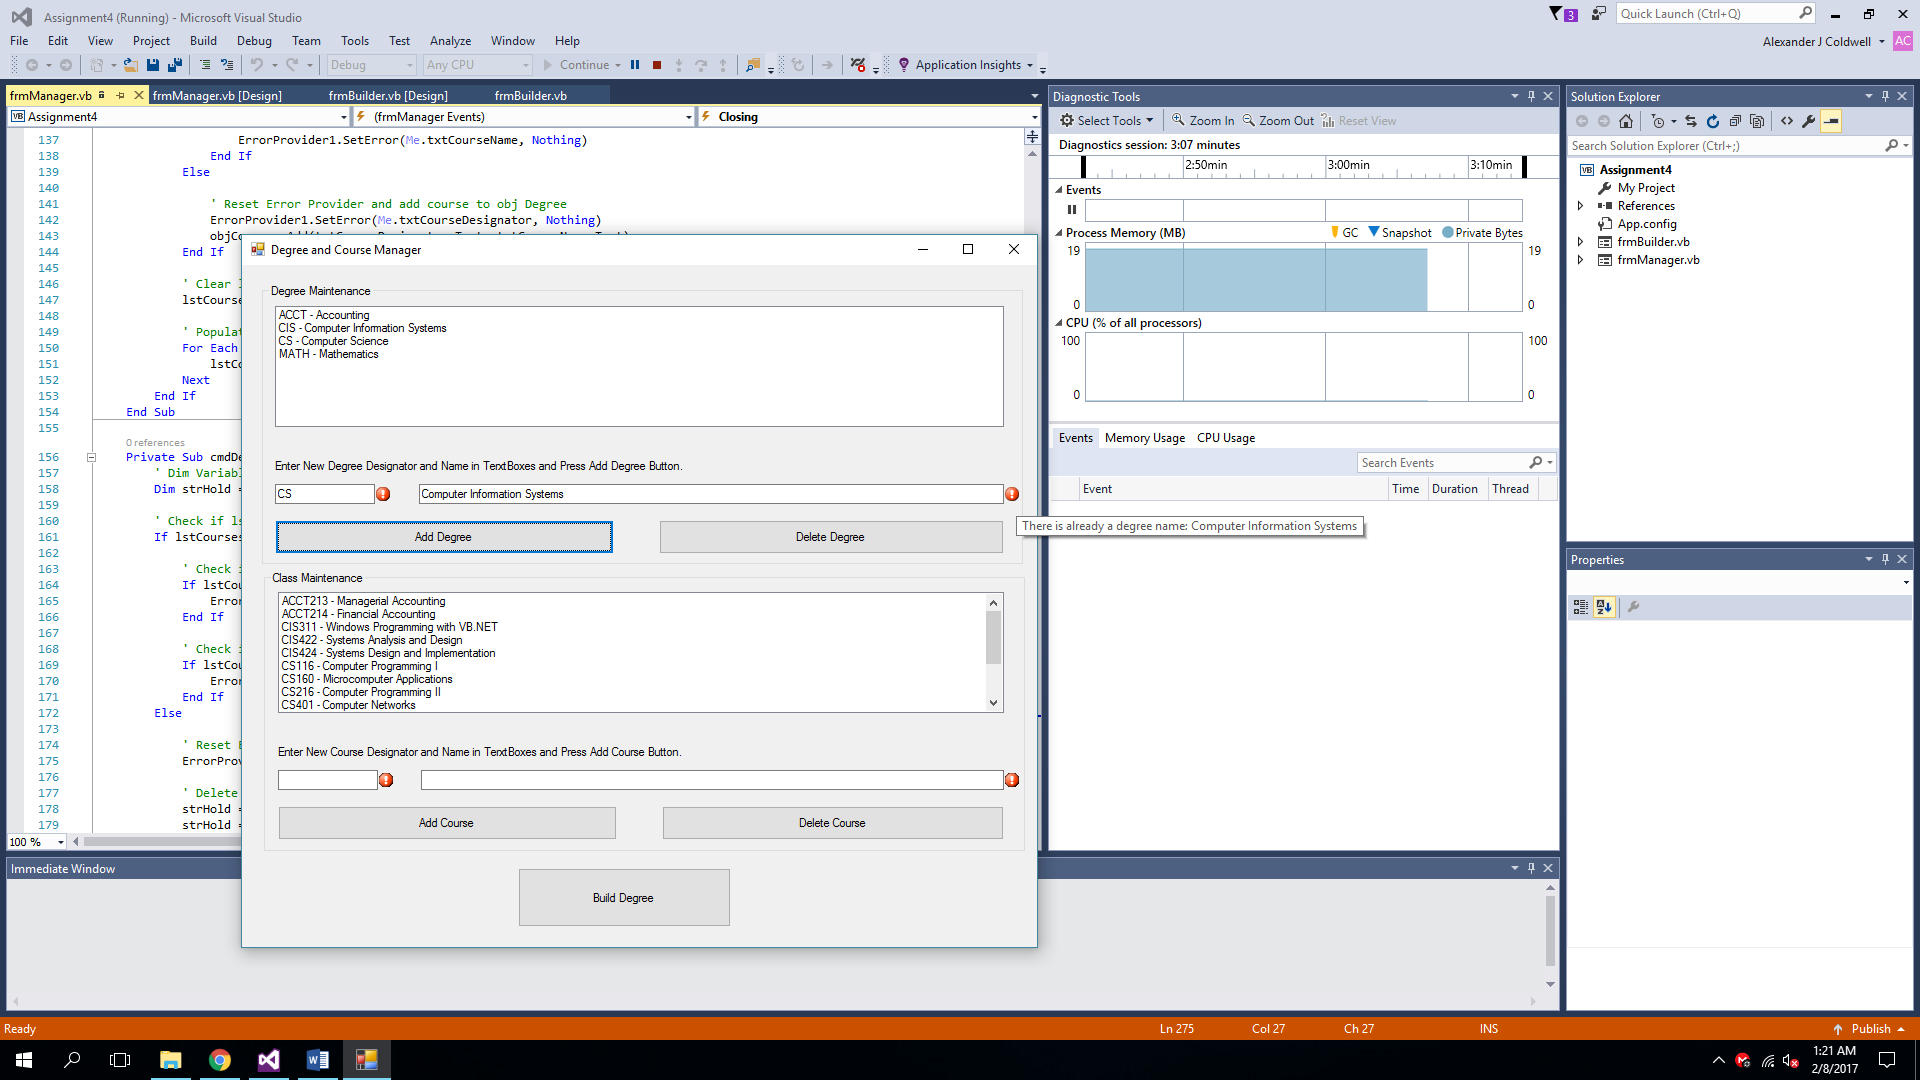 Assignment4 (Running) - Microsoft Visual Studio
3
Quick Launch (Ctrl+Q)
File Edit View Project Build Debug Team Tools Test Analyze Window Help
Alexander J Coldwell AC
Debug Any CPU Continue Application Insights
frmManager.vb frmManager.vb [Design] frmBuilder.vb [Design] frmBuilder.vb
VB Assignment4 (frmManager Events) Closing
137 ErrorProvider1.SetError(Me.txtCourseName, Nothing)
138 End If
139 Else
140
141 ' Reset Error Provider and add course to obj Degree
142 ErrorProvider1.SetError(Me.txtCourseDesignator, Nothing)
143
144 End If
145
146 ' Clear
147 lstCourse
148
149 ' Populat
150 For Each
151 lstCo
152 Next
153 End If
154 End Sub
155
0 references
156 Private Sub cmdDe
157 ' Dim Variabl
158 Dim strHold =
159
160 ' Check if ls
161 If lstCourses
162
163 ' Check i
164 If lstCou
165 Error
166 End If
167
168 ' Check i
169 If lstCou
170 Error
171 End If
172 Else
173
174 ' Reset E
175 ErrorProv
176
177 ' Delete
178 strHold =
179 strHold =
100 %
Degree and Course Manager
Degree Maintenance
ACCT - Accounting
CIS - Computer Information Systems
CS - Computer Science
MATH - Mathematics
Enter New Degree Designator and Name in TerxtBoxes and Press Add Degree Button.
CS Computer Information Systems
There is already a degree name: Computer Information Systems
Add Degree Delete Degree
Class Maintenance
ACCT213 - Managerial Accounting
ACCT214 - Financial Accounting
CIS311 - Windows Programming with VB.NET
CIS422 - Systems Analysis and Design
CIS424 - Systems Design and Implementation
CS116 - Computer Programming I
CS160 - Microcomputer Applications
CS216 - Computer Programming II
CS401 - Computer Networks
Enter New Course Designator and Name in TerxtBoxes and Press Add Course Button.
Add Course Delete Course
Build Degree
Diagnostic Tools
Select Tools Zoom In Zoom Out Reset View
Diagnostics session: 3:07 minutes
2:50min 3:00min 3:10min
Events
Process Memory (MB) GC Snapshot Private Bytes
19 19
0 0
CPU (% of all processors)
100 100
0 0
Events Memory Usage CPU Usage
Search Events
Event Time Duration Thread
Solution Explorer
Search Solution Explorer (Ctrl+;)
VB Assignment4
My Project
References
App.config
frmBuilder.vb
frmManager.vb
Properties
Immediate Window
Ready Ln 275 Col 27 Ch 27 INS Publish
1:21 AM
2/8/2017